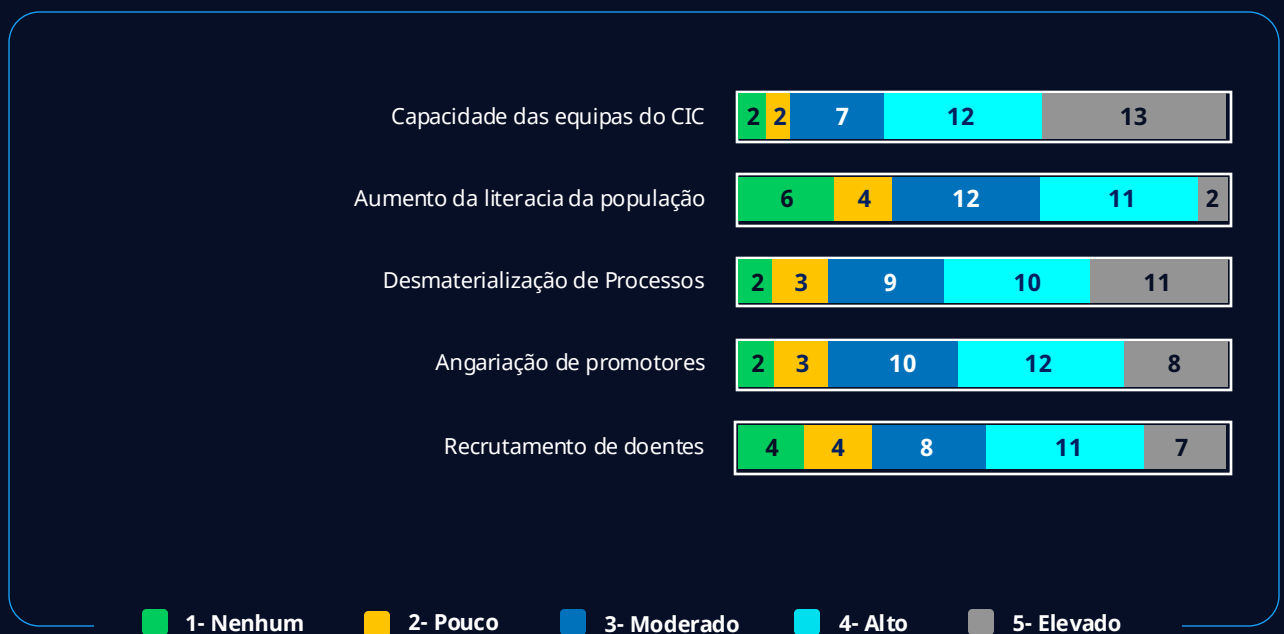 Capacidade das equipas do CIC 2 2 7 12 13
Aumento da literacia da população 6 4 12 11 2
Desmaterialização de Processos 2 3 9 10 11
Angariação de promotores 2 3 10 12 8
Recrutamento de doentes 4 4 8 11 7
1- Nenhum 2- Pouco 3- Moderado 4- Alto 5- Elevado